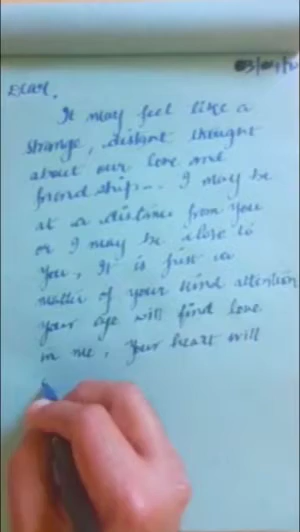 Dear,
It may feel like a
strange, distant thought
about our love and
friendship... I may be
at a distance from you
or I may be close to
you, It is just a
matter of your kind attention
your eye will find love
in me, your heart will